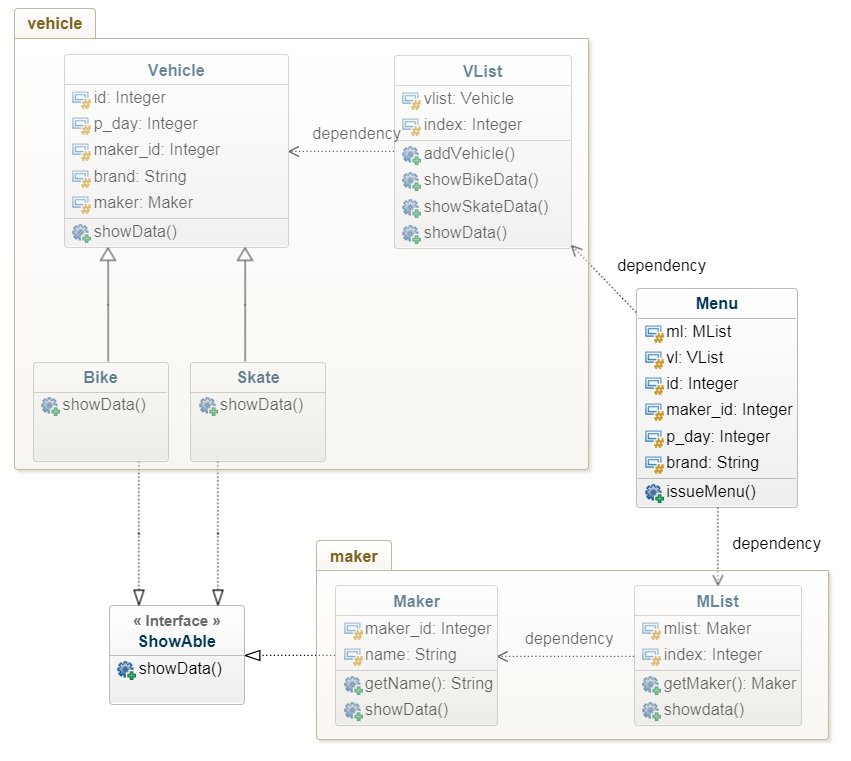 vehicle
Vehicle
id: Integer
p_day: Integer
maker_id: Integer
brand: String
maker: Maker
showData()
dependency
VList
vlist: Vehicle
index: Integer
addVehicle()
showBikeData()
showSkateData()
showData()
dependency
Menu
ml: MList
vl: VList
id: Integer
maker_id: Integer
p_day: Integer
brand: String
issueMenu()
Bike
showData()
Skate
showData()
dependency
maker
« Interface »
ShowAble
showData()
Maker
maker_id: Integer
name: String
getName(): String
showData()
dependency
MList
mlist: Maker
index: Integer
getMaker(): Maker
showdata()